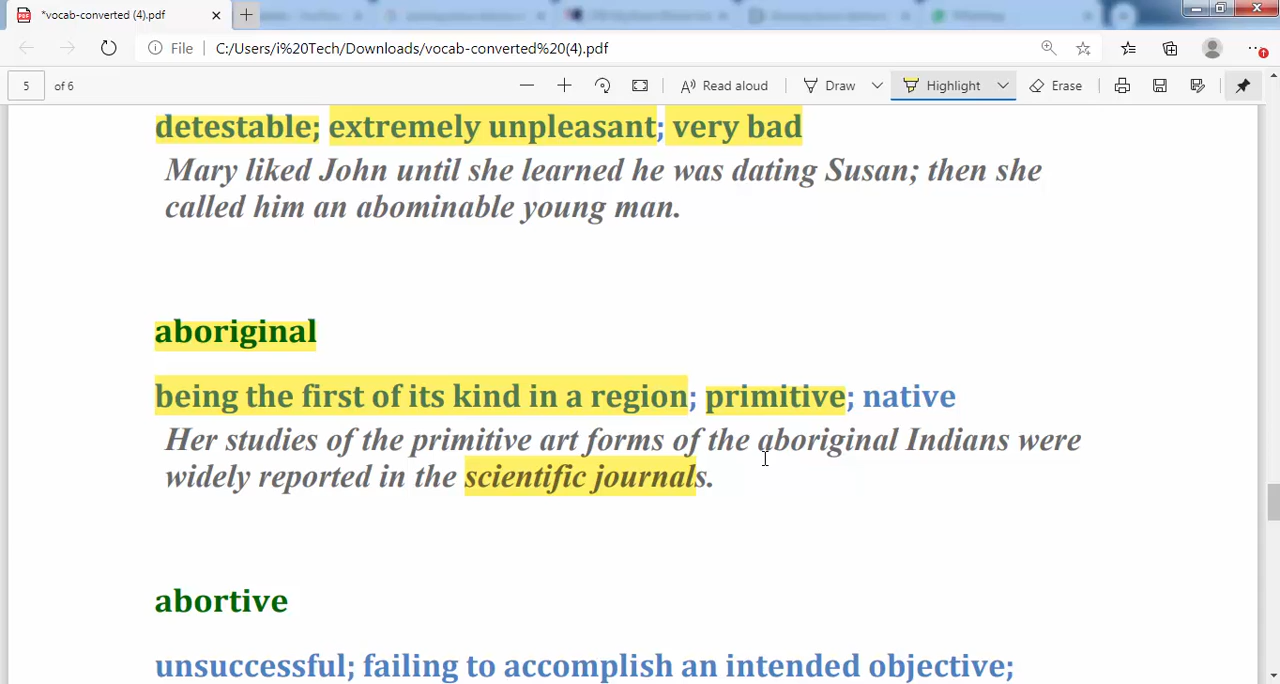 *vocab-converted (4).pdf
File C:/Users/i%20Tech/Downloads/vocab-converted%20(4).pdf
5 of 6 Read aloud Draw Highlight Erase
detestable; extremely unpleasant; very bad
Mary liked John until she learned he was dating Susan; then she
called him an abominable young man.
aboriginal
being the first of its kind in a region; primitive; native
Her studies of the primitive art forms of the aboriginal Indians were
widely reported in the scientific journals.
abortive
unsuccessful; failing to accomplish an intended objective;